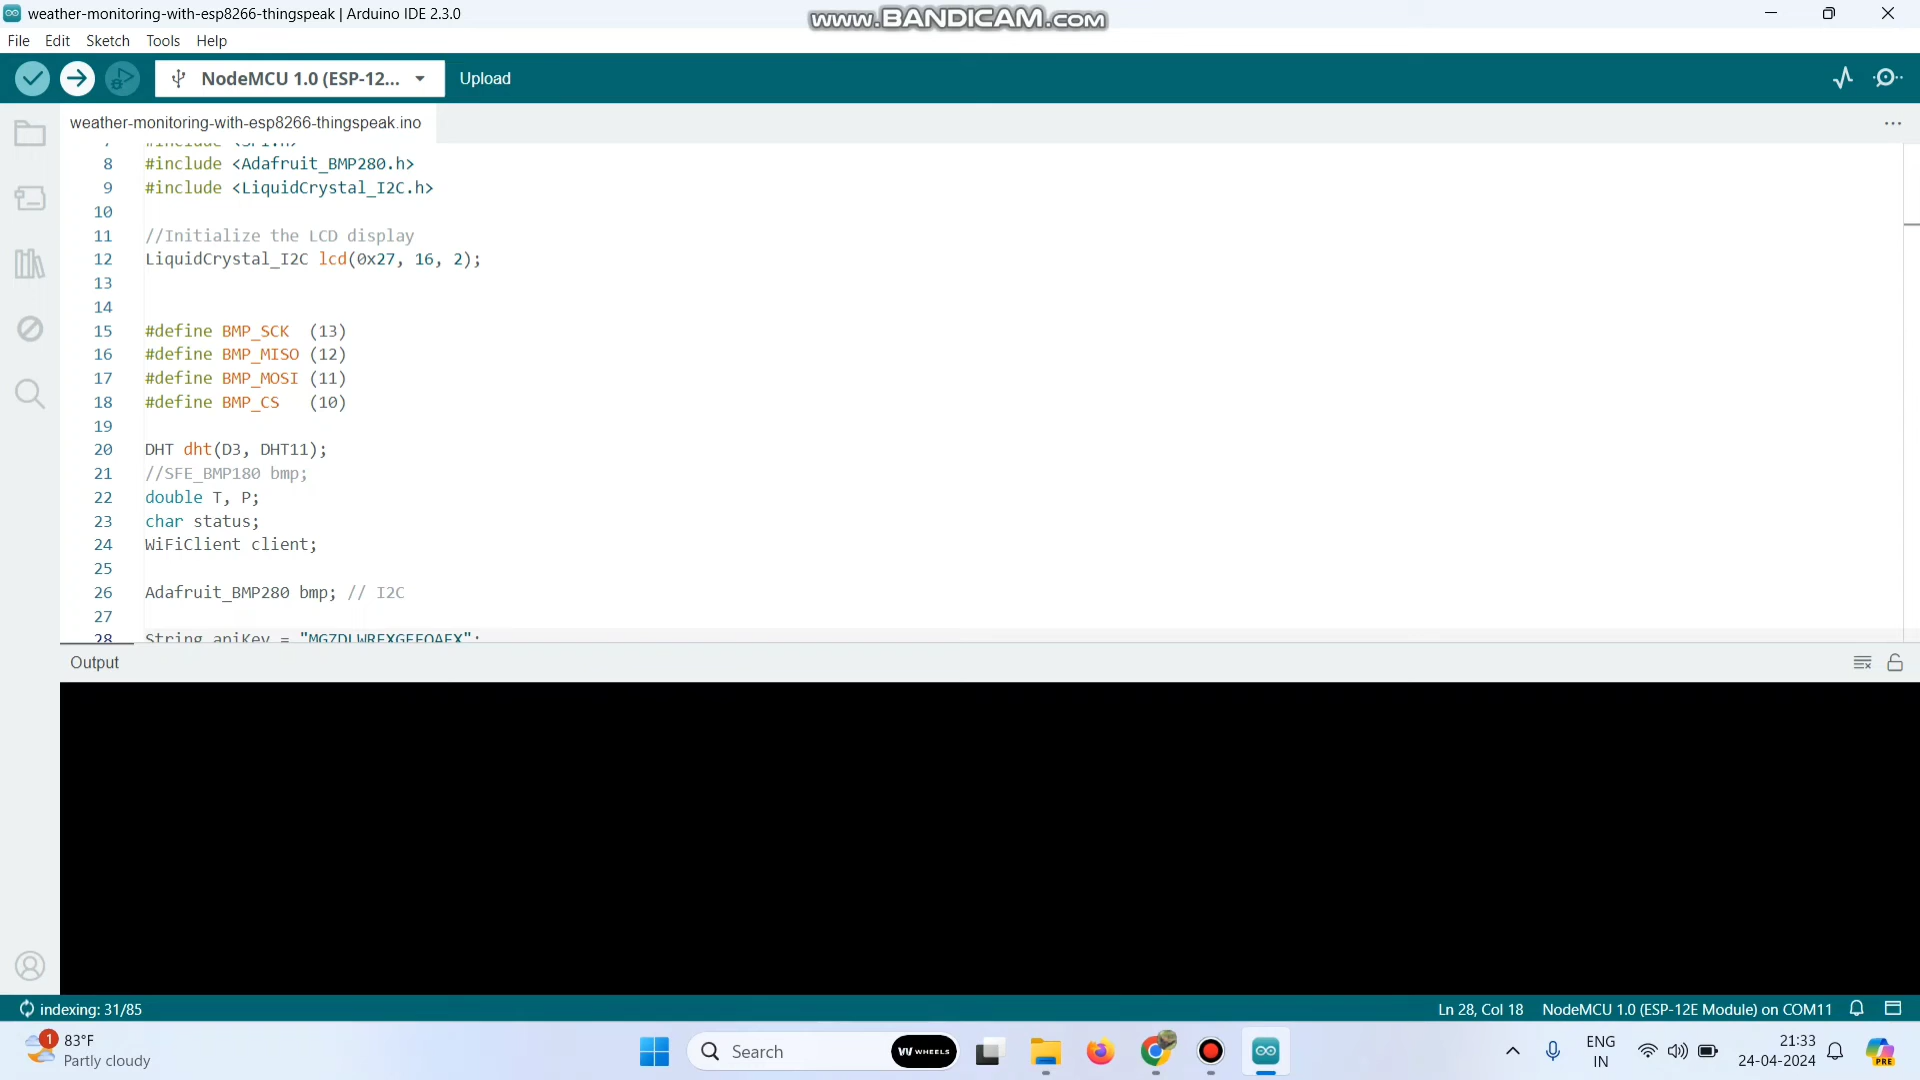 weather-monitoring-with-esp8266-thingspeak | Arduino IDE 2.3.0
www.BANDICAM.com
File Edit Sketch Tools Help
NodeMCU 1.0 (ESP-12... Upload
weather-monitoring-with-esp8266-thingspeak.ino
8 #include <Adafruit_BMP280.h>
9 #include <LiquidCrystal_I2C.h>
10
11 //Initialize the LCD display
12 LiquidCrystal_I2C lcd(0x27, 16, 2);
13
14
15 #define BMP_SCK (13)
16 #define BMP_MISO (12)
17 #define BMP_MOSI (11)
18 #define BMP_CS (10)
19
20 DHT dht(D3, DHT11);
21 //SFE_BMP180 bmp;
22 double T, P;
23 char status;
24 WiFiClient client;
25
26 Adafruit_BMP280 bmp; // I2C
27
28 String apiKey =
Output
indexing: 31/85 Ln 28, Col 18 NodeMCU 1.0 (ESP-12E Module) on COM11
1 83°F
Partly cloudy
Search
WHEELS
ENG
IN
21:33
24-04-2024
PRE